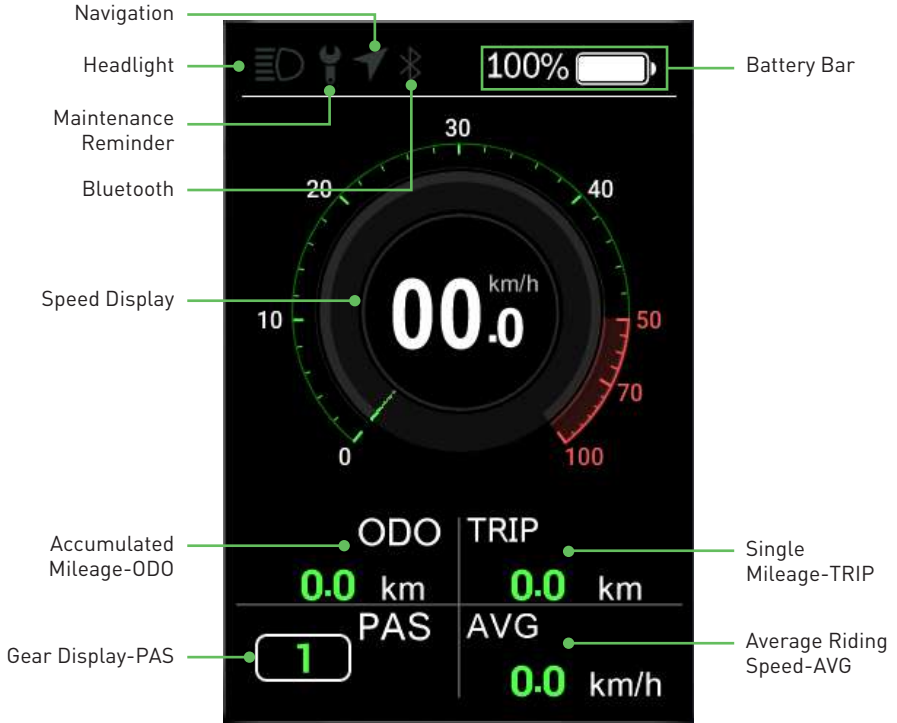 Navigation
Headlight
Maintenance
Reminder
Bluetooth
Speed Display
Accumulated
Mileage-ODO
Gear Display-PAS
100%
30
20
40
km/h
00.0
10
50
70
0
100
ODO
TRIP
0.0 km
0.0 km
PAS
AVG
1
0.0 km/h
Battery Bar
Single
Mileage-TRIP
Average Riding
Speed-AVG